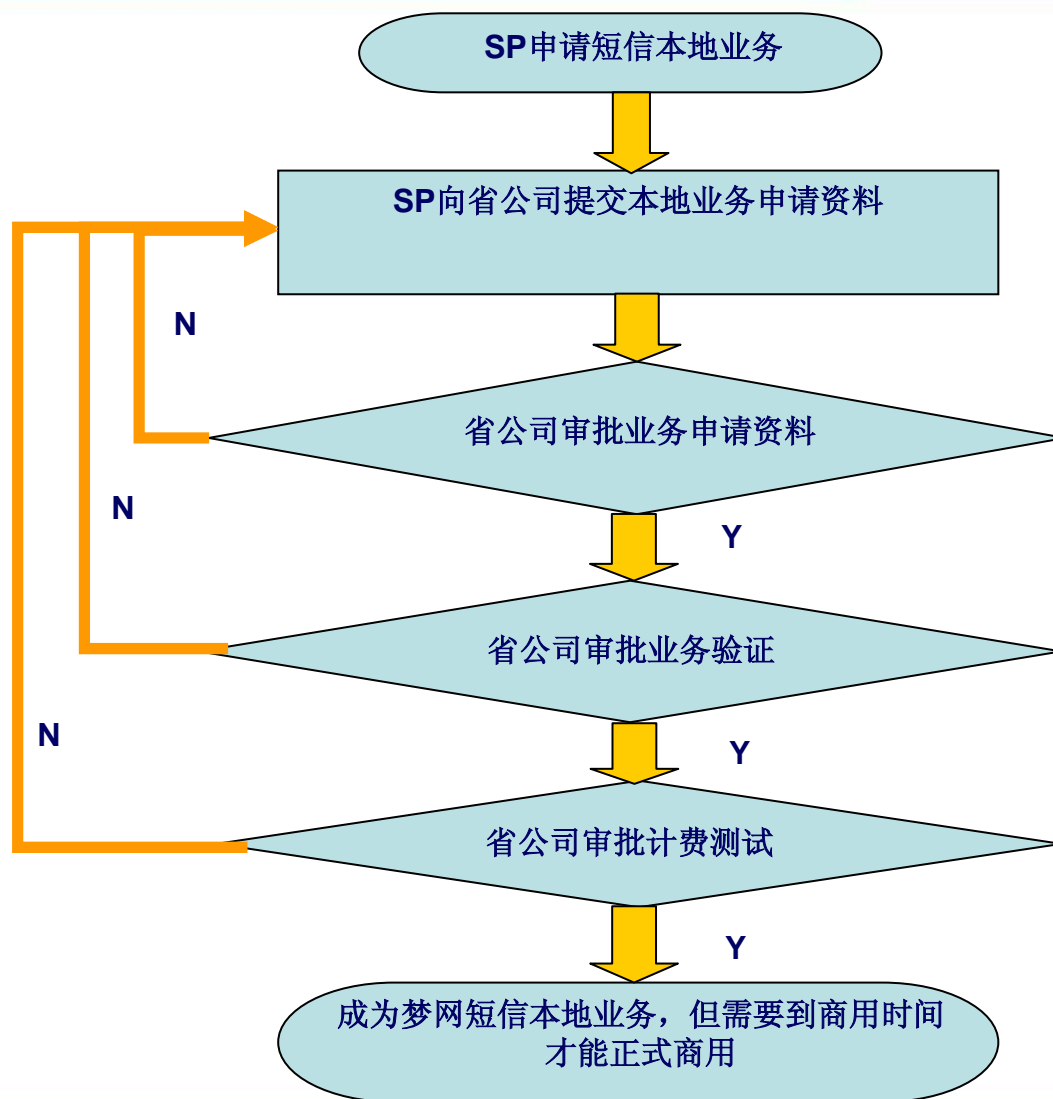 SP申请短信本地业务
SP向省公司提交本地业务申请资料
N
省公司审批业务申请资料
N
Y
省公司审批业务验证
N
Y
省公司审批计费测试
Y
成为梦网短信本地业务，但需要到商用时间
才能正式商用